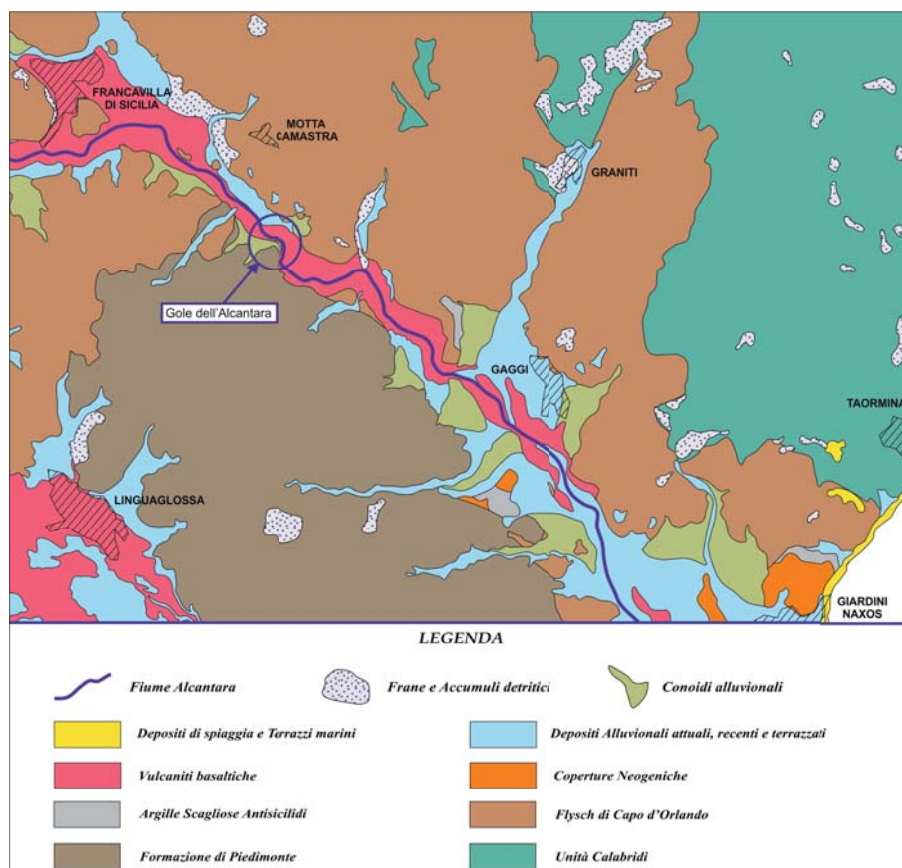 FRANCAVILLA
DI SICILIA
MOTTA
CAMASTRA
GRANITI
Gole dell'Alcantara
GAGGI
TAORMINA
LINGUAGLOSSA
GIARDINI
NAXOS
LEGENDA
Fiume Alcantara
Frane e Accumuli detritici
Conoidi alluvionali
Depositi di spiaggia e Terrazzi marini
Depositi Alluvionali attuali, recenti e terrazzati
Vulcaniti basaltiche
Coperture Neogeniche
Argille Scagliose Antisicilidi
Flysch di Capo d'Orlando
Formazione di Piedimonte
Unità Calabridi